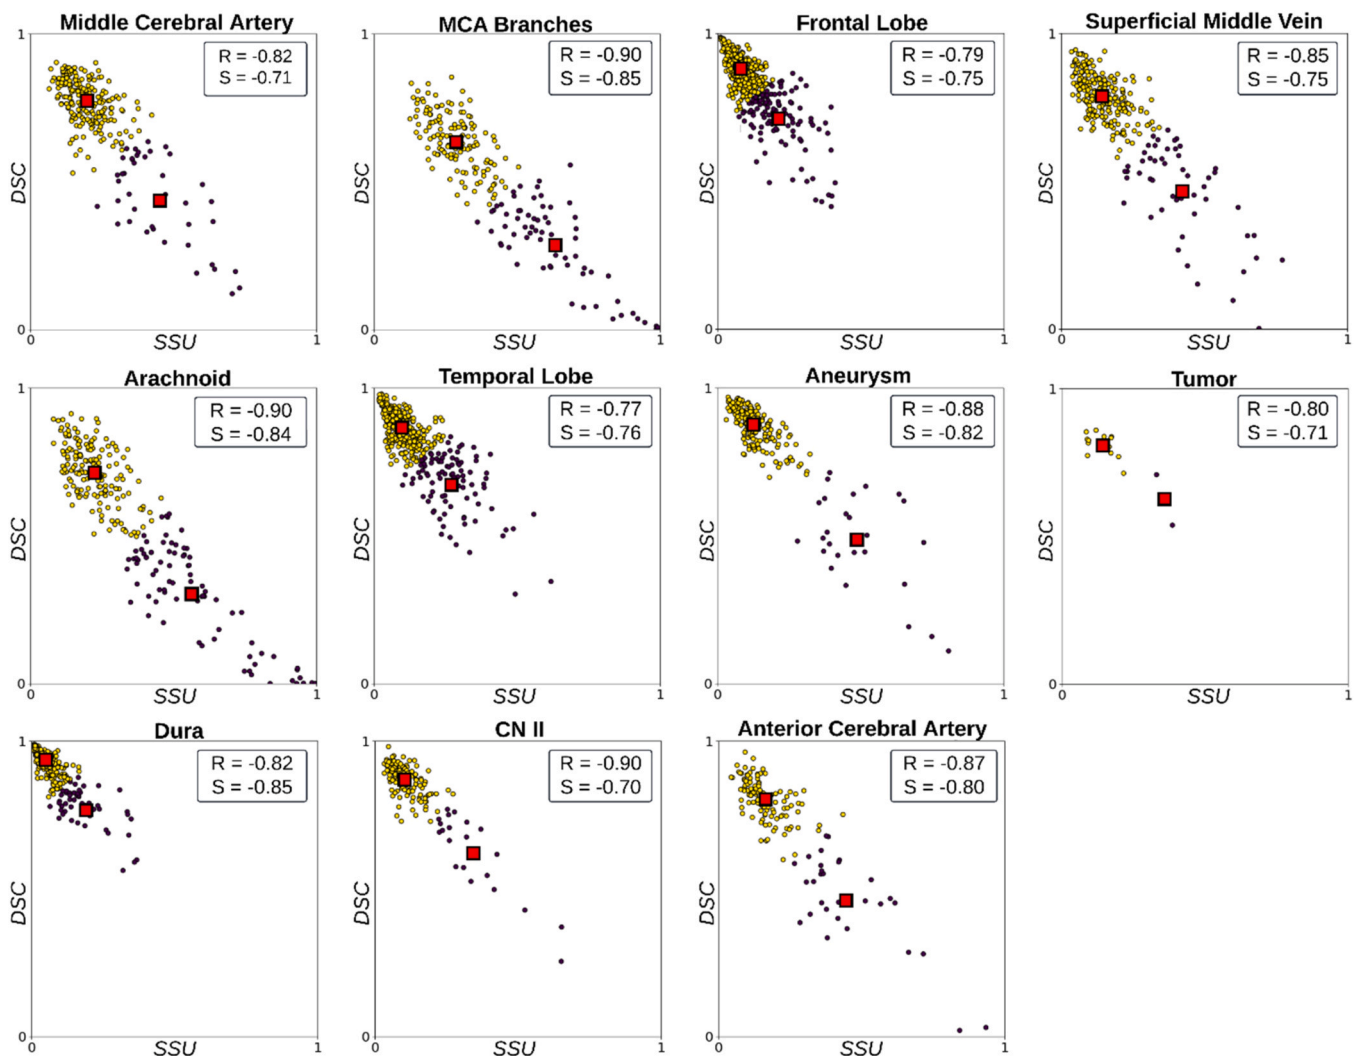 Middle Cerebral Artery
R = -0.82
S = -0.71
1
DSC
0
0
SSU
1
MCA Branches
R = -0.90
S = -0.85
1
DSC
0
0
SSU
1
Frontal Lobe
R = -0.79
S = -0.75
1
DSC
0
0
SSU
1
Superficial Middle Vein
R = -0.85
S = -0.75
1
DSC
0
0
SSU
1
Arachnoid
R = -0.90
S = -0.84
1
DSC
0
0
SSU
1
Temporal Lobe
R = -0.77
S = -0.76
1
DSC
0
0
SSU
1
Aneurysm
R = -0.88
S = -0.82
1
DSC
0
0
SSU
1
Tumor
R = -0.80
S = -0.71
1
DSC
0
0
SSU
1
Dura
R = -0.82
S = -0.85
1
DSC
0
0
SSU
1
CN II
R = -0.90
S = -0.70
1
DSC
0
0
SSU
1
Anterior Cerebral Artery
R = -0.87
S = -0.80
1
DSC
0
0
SSU
1